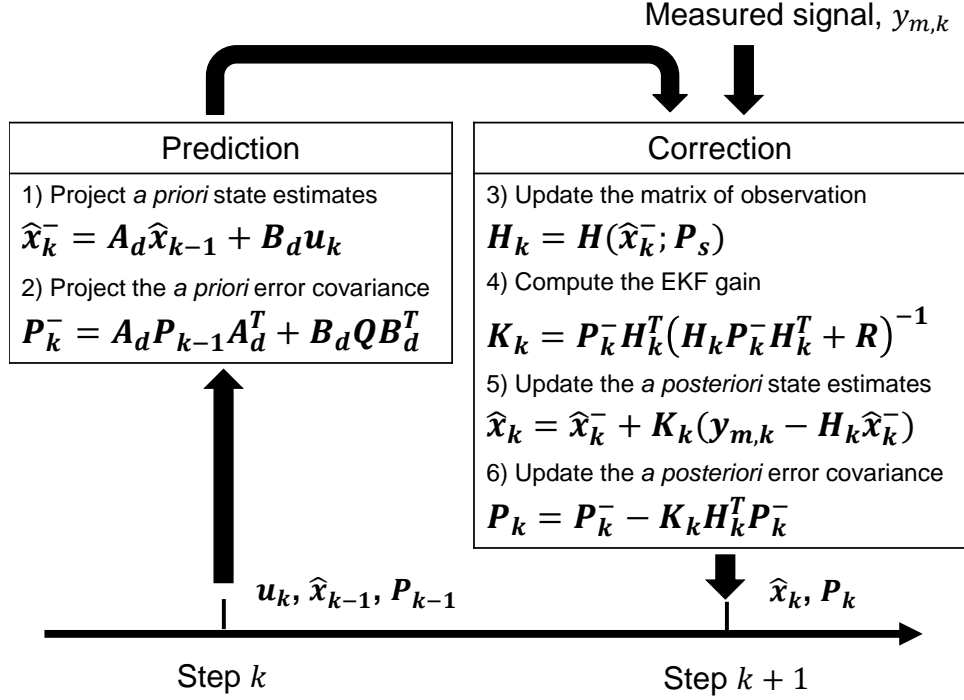 Measured signal, y_{m,k}
Prediction
1) Project a priori state estimates
x̂_k^- = A_d x̂_{k-1} + B_d u_k
2) Project the a priori error covariance
P_k^- = A_d P_{k-1} A_d^T + B_d Q B_d^T
Correction
3) Update the matrix of observation
H_k = H(x̂_k^-; P_s)
4) Compute the EKF gain
K_k = P_k^- H_k^T (H_k P_k^- H_k^T + R)^{-1}
5) Update the a posteriori state estimates
x̂_k = x̂_k^- + K_k(y_{m,k} − H_k x̂_k^-)
6) Update the a posteriori error covariance
P_k = P_k^- − K_k H_k^T P_k^-
u_k, x̂_{k-1}, P_{k-1}
x̂_k, P_k
Step k
Step k + 1